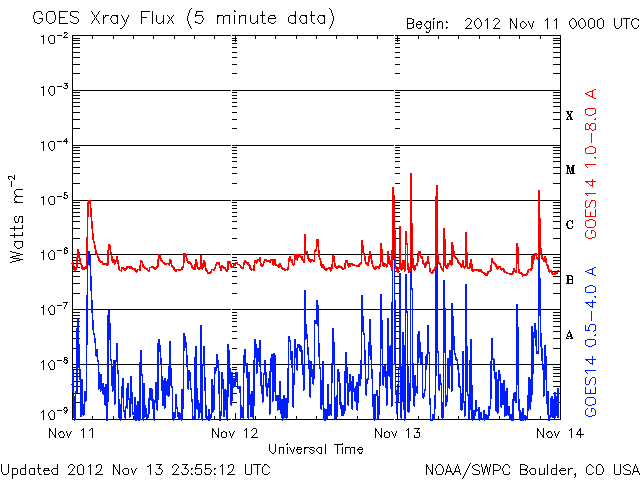 GOES Xray Flux (5 minute data)
Begin: 2012 Nov 11 0000 UTC
10-2
10-3
10-4
10-5
10-6
10-7
10-8
10-9
Watts m-2
X
M
C
B
A
GOES14 1.0-8.0 A
GOES14 0.5-4.0 A
Nov 11 Nov 12 Nov 13 Nov 14
Universal Time
Updated 2012 Nov 13 23:55:12 UTC
NOAA/SWPC Boulder, CO USA